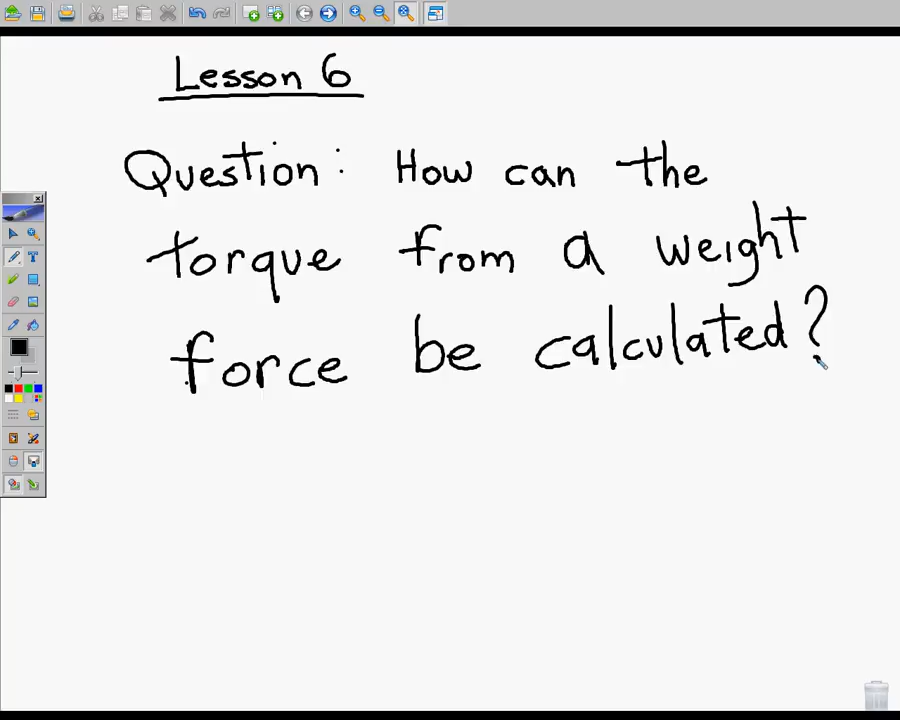 Lesson 6
Question: How can the
torque from a weight
force be calculated?